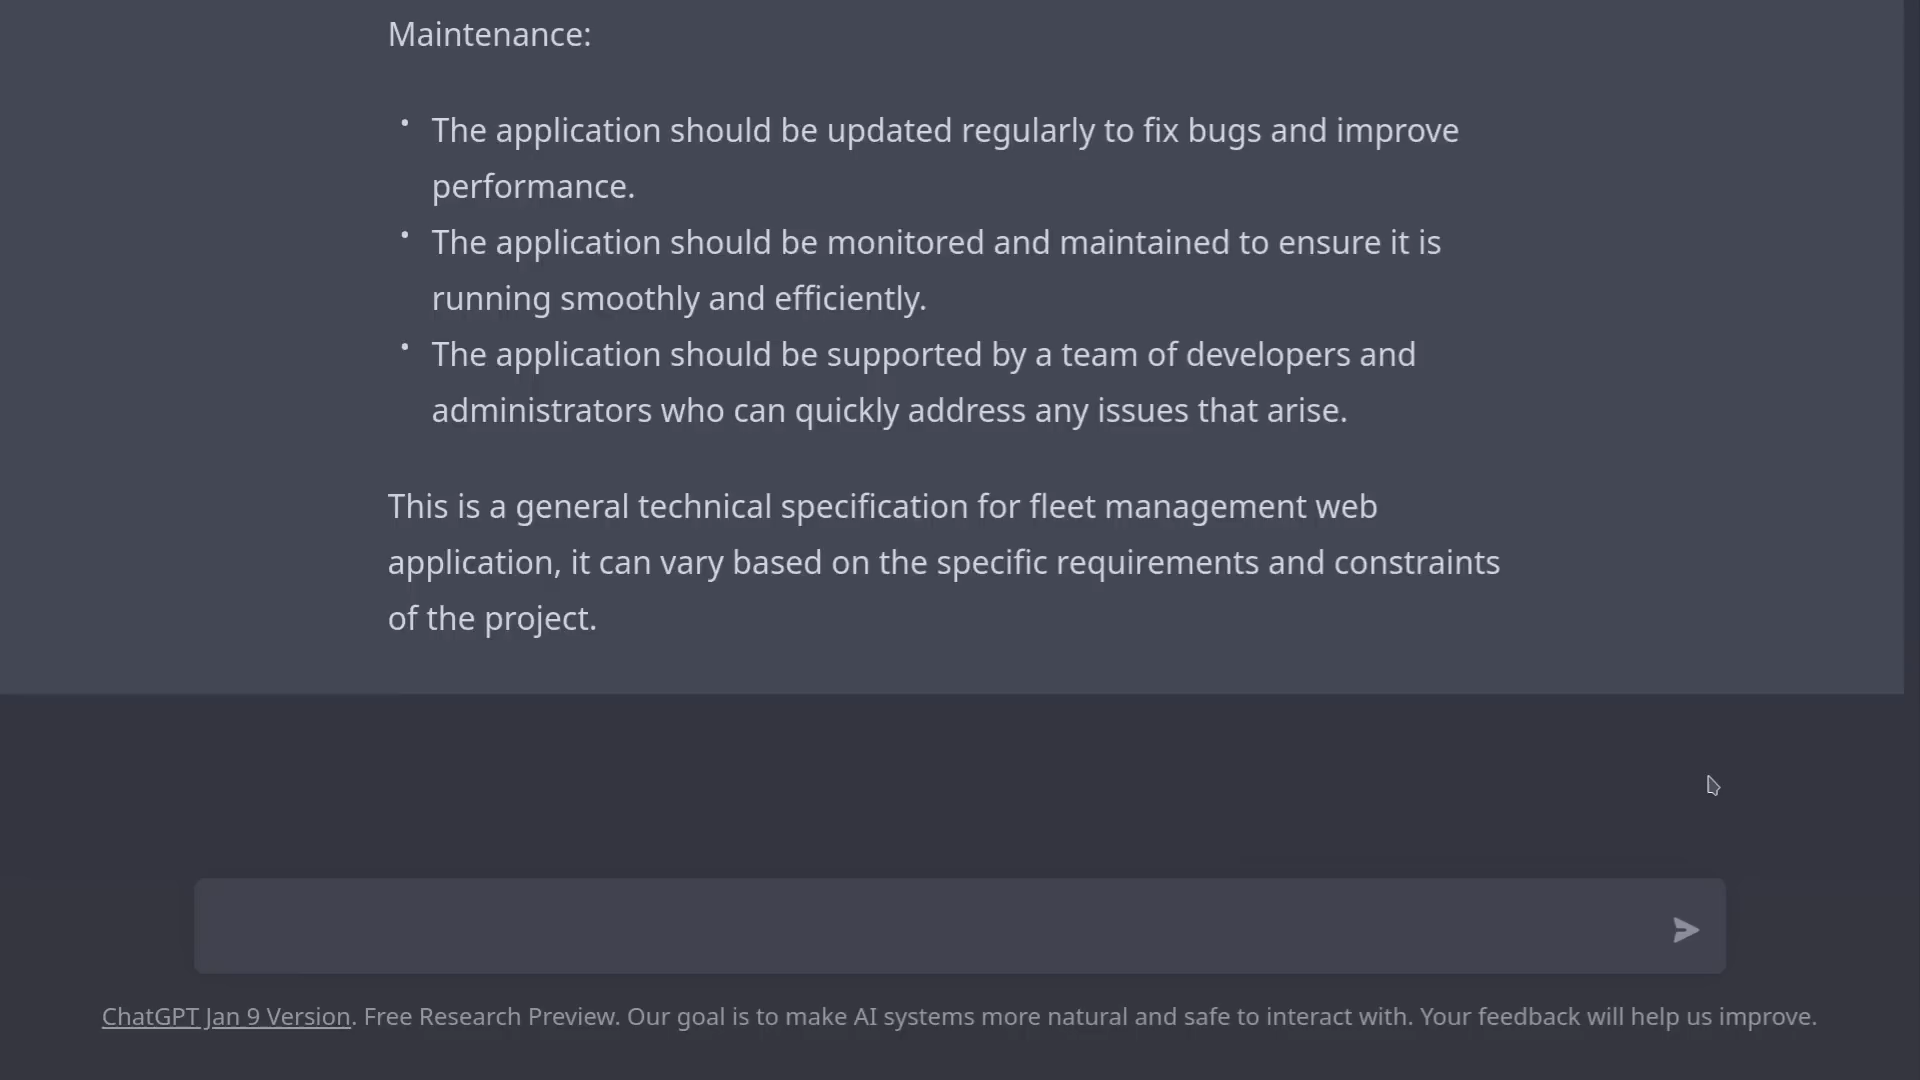 Maintenance:
• The application should be updated regularly to fix bugs and improve
performance.
• The application should be monitored and maintained to ensure it is
running smoothly and efficiently.
• The application should be supported by a team of developers and
administrators who can quickly address any issues that arise.
This is a general technical specification for fleet management web
application, it can vary based on the specific requirements and constraints
of the project.
ChatGPT Jan 9 Version. Free Research Preview. Our goal is to make AI systems more natural and safe to interact with. Your feedback will help us improve.